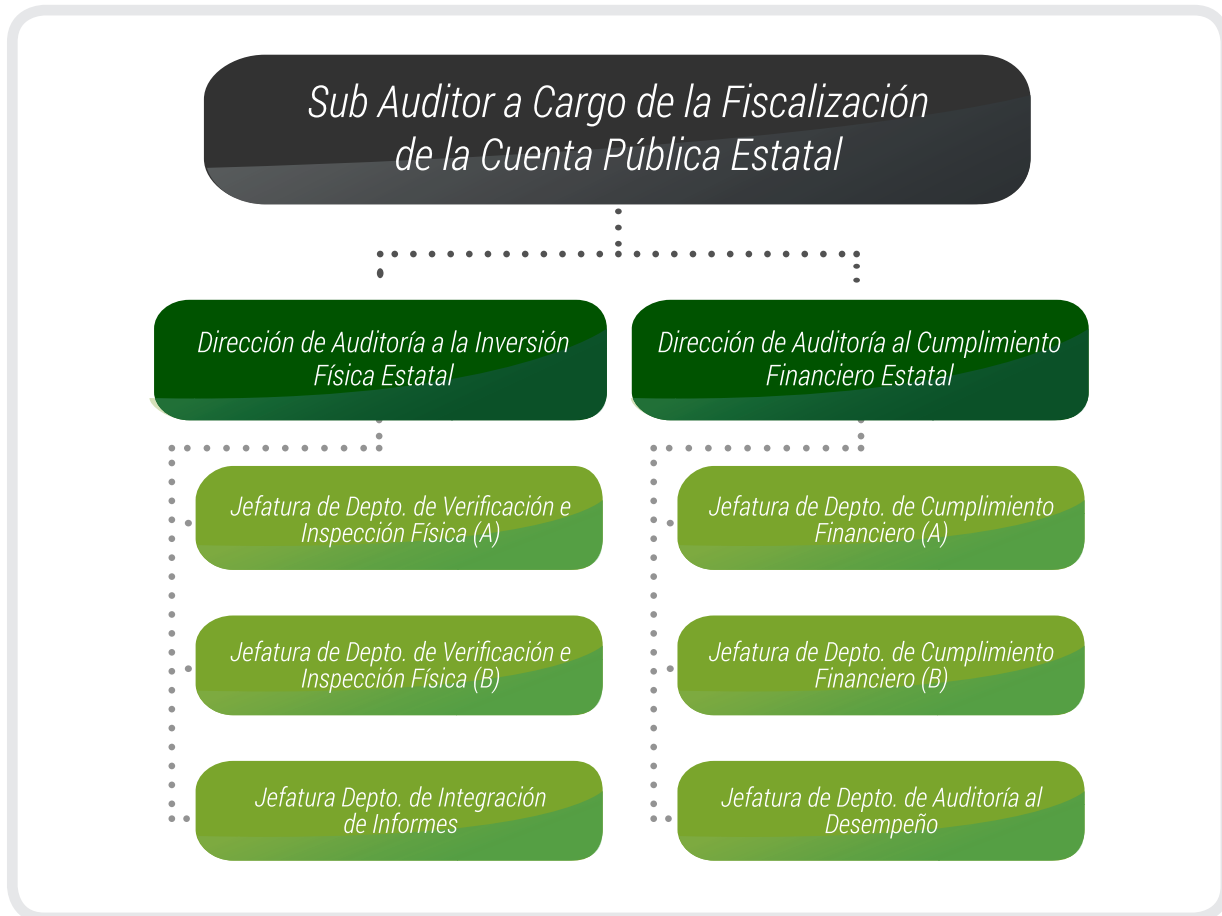 Sub Auditor a Cargo de la Fiscalización
de la Cuenta Pública Estatal
Dirección de Auditoría a la Inversión
Física Estatal
Dirección de Auditoría al Cumplimiento
Financiero Estatal
Jefatura de Depto. de Verificación e
Inspección Física (A)
Jefatura de Depto. de Verificación e
Inspección Física (B)
Jefatura Depto. de Integración
de Informes
Jefatura de Depto. de Cumplimiento
Financiero (A)
Jefatura de Depto. de Cumplimiento
Financiero (B)
Jefatura de Depto. de Auditoría al
Desempeño